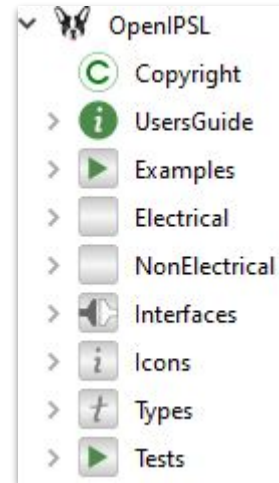 OpenIPSL
Copyright
UsersGuide
Examples
Electrical
NonElectrical
Interfaces
Icons
Types
Tests